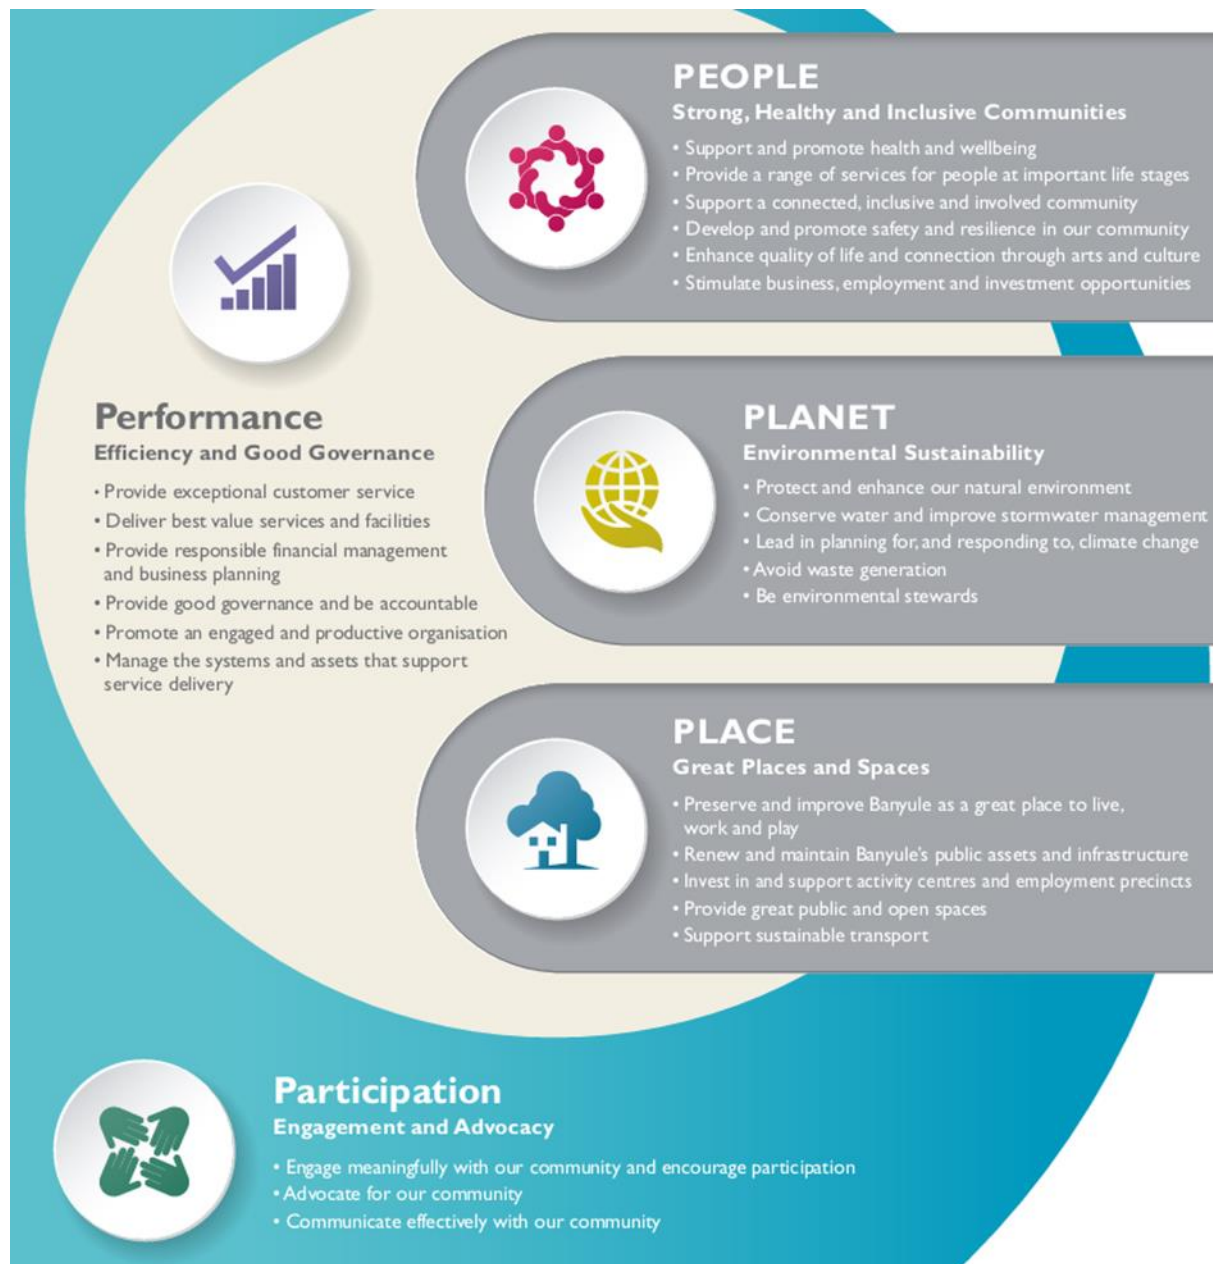 PEOPLE
Strong, Healthy and Inclusive Communities
• Support and promote health and wellbeing
• Provide a range of services for people at important life stages
• Support a connected, inclusive and involved community
• Develop and promote safety and resilience in our community
• Enhance quality of life and connection through arts and culture
• Stimulate business, employment and investment opportunities
Performance
Efficiency and Good Governance
• Provide exceptional customer service
• Deliver best value services and facilities
• Provide responsible financial management
and business planning
• Provide good governance and be accountable
• Promote an engaged and productive organisation
• Manage the systems and assets that support
service delivery
PLANET
Environmental Sustainability
• Protect and enhance our natural environment
• Conserve water and improve stormwater management
• Lead in planning for, and responding to, climate change
• Avoid waste generation
• Be environmental stewards
PLACE
Great Places and Spaces
• Preserve and improve Banyule as a great place to live,
work and play
• Renew and maintain Banyule's public assets and infrastructure
• Invest in and support activity centres and employment precincts
• Provide great public and open spaces
• Support sustainable transport
Participation
Engagement and Advocacy
• Engage meaningfully with our community and encourage participation
• Advocate for our community
• Communicate effectively with our community